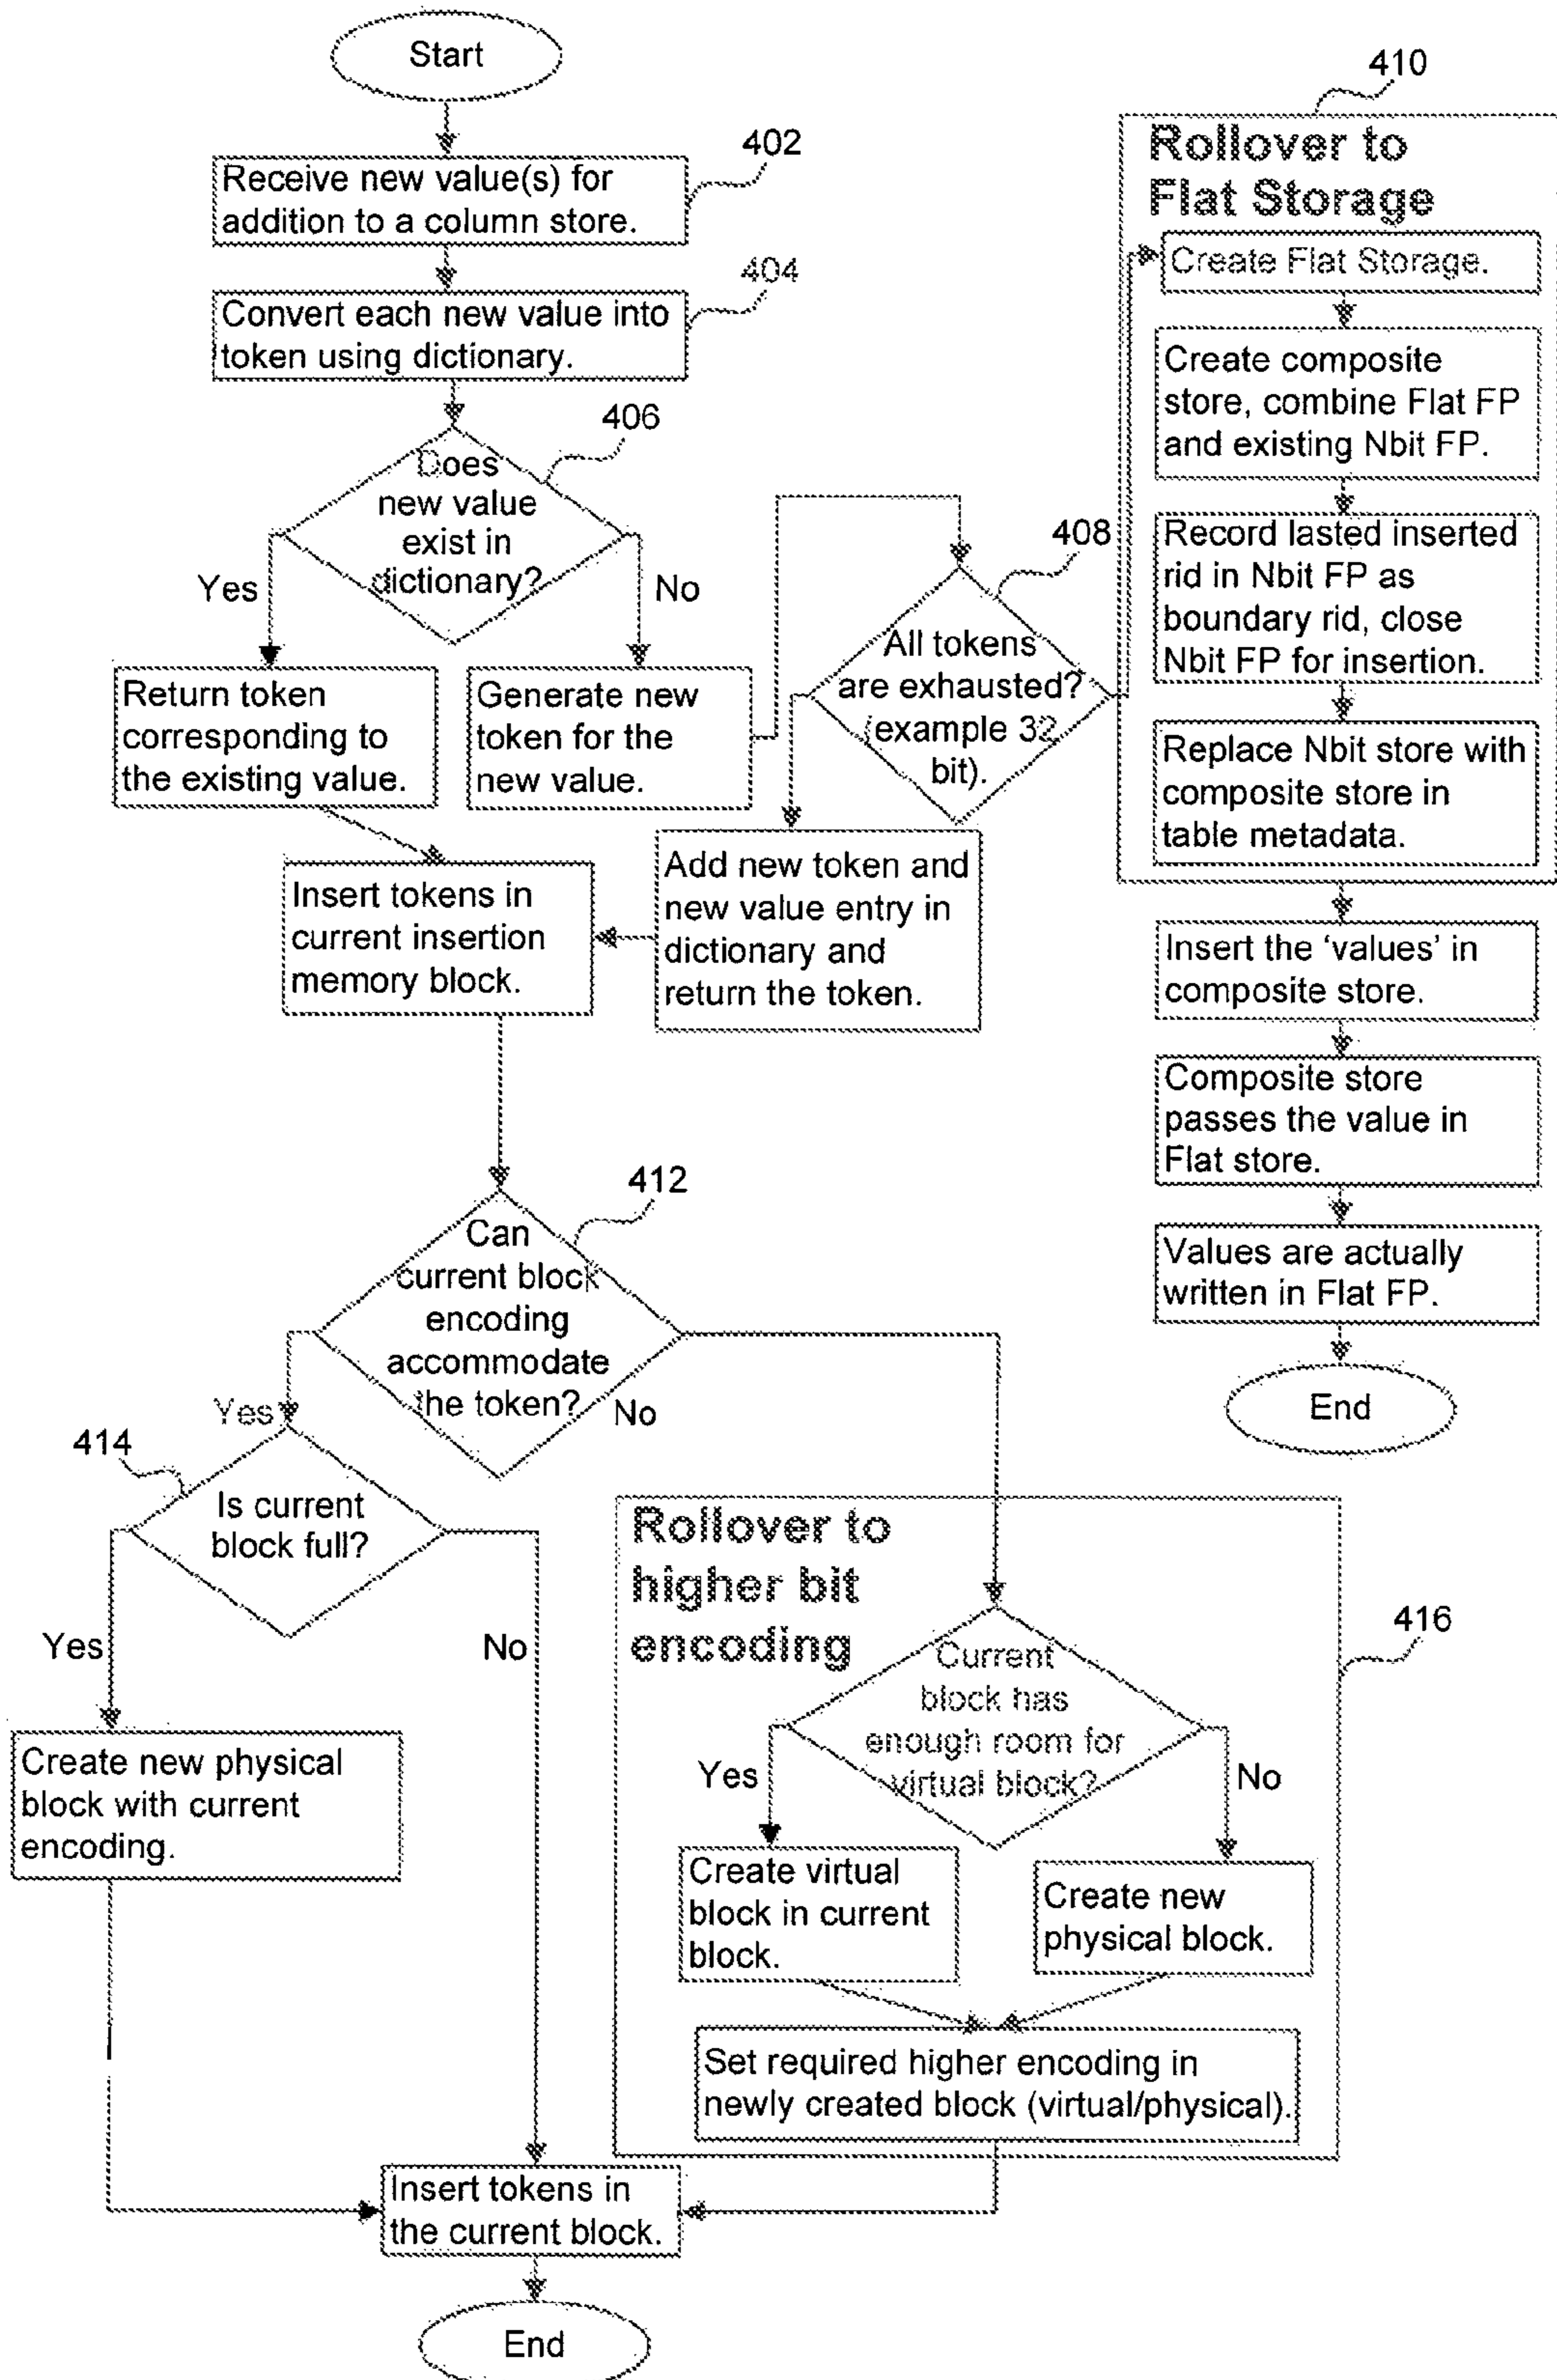 Start
402
Receive new value(s) for
addition to a column store.
404
Convert each new value into
token using dictionary.
406
Does
new value
exist in
dictionary?
Yes
No
Return token
corresponding to
the existing value.
Generate new
token for the
new value.
408
All tokens
are exhausted?
(example 32
bit).
Add new token and
new value entry in
dictionary and
return the token.
Insert tokens in
current insertion
memory block.
410
Rollover to
Flat Storage
Create Flat Storage.
Create composite
store, combine Flat FP
and existing Nbit FP.
Record lasted inserted
rid in Nbit FP as
boundary rid, close
Nbit FP for insertion.
Replace Nbit store with
composite store in
table metadata.
Insert the ‘values’ in
composite store.
Composite store
passes the value in
Flat store.
Values are actually
written in Flat FP.
End
412
Can
current block
encoding
accommodate
the token?
Yes
No
414
Is current
block full?
Yes
No
Create new physical
block with current
encoding.
Rollover to
higher bit
encoding
416
Current
block has
enough room for
virtual block?
Yes
No
Create virtual
block in current
block.
Create new
physical block.
Set required higher encoding in
newly created block (virtual/physical).
Insert tokens in
the current block.
End